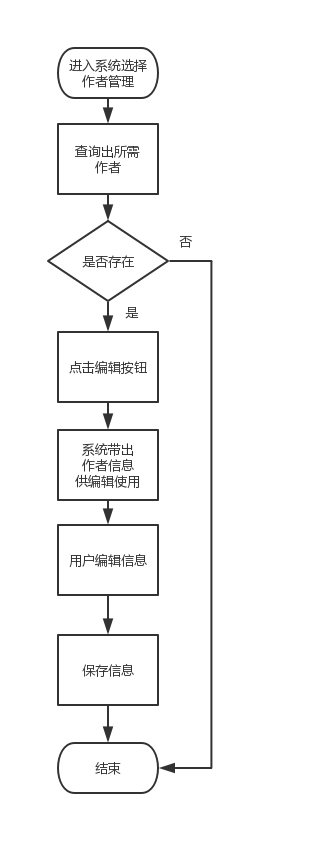 进入系统选择
作者管理
查询出所需
作者
是否存在
否
是
点击编辑按钮
系统带出
作者信息
供编辑使用
用户编辑信息
保存信息
结束